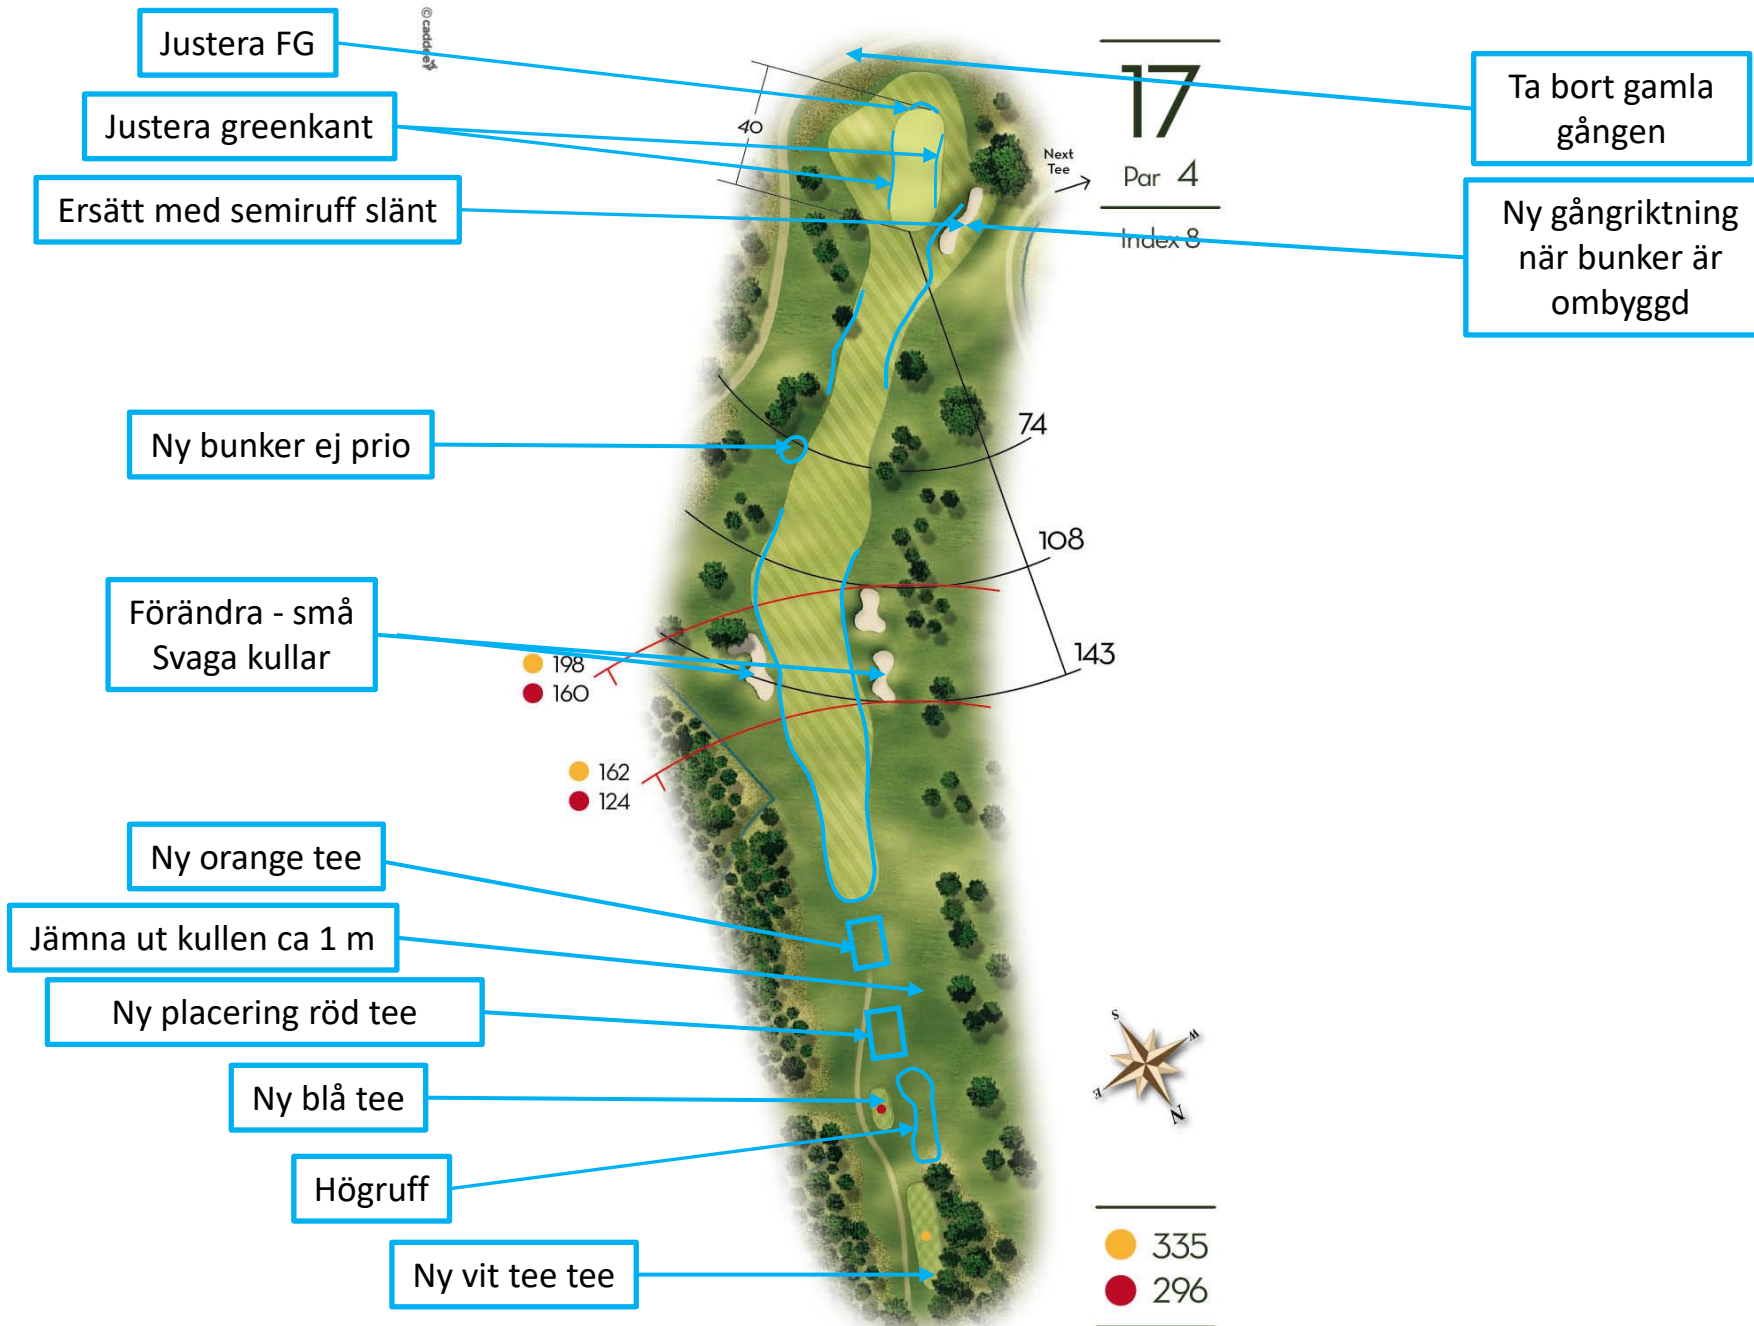 ©caddee
Justera FG
Justera greenkant
Ersätt med semiruff slänt
Ny bunker ej prio
Förändra - små
Svaga kullar
Ny orange tee
Jämna ut kullen ca 1 m
Ny placering röd tee
Ny blå tee
Högruff
Ny vit tee tee
40
198
160
162
124
74
108
143
Next
Tee
17
Par 4
Index 8
Ta bort gamla
gången
Ny gångriktning
när bunker är
ombyggd
S
W
E
N
335
296